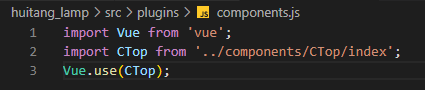 huitang_lamp > src > plugins > JS components.js
1 import Vue from 'vue';
2 import CTop from '../components/CTop/index';
3 Vue.use(CTop);